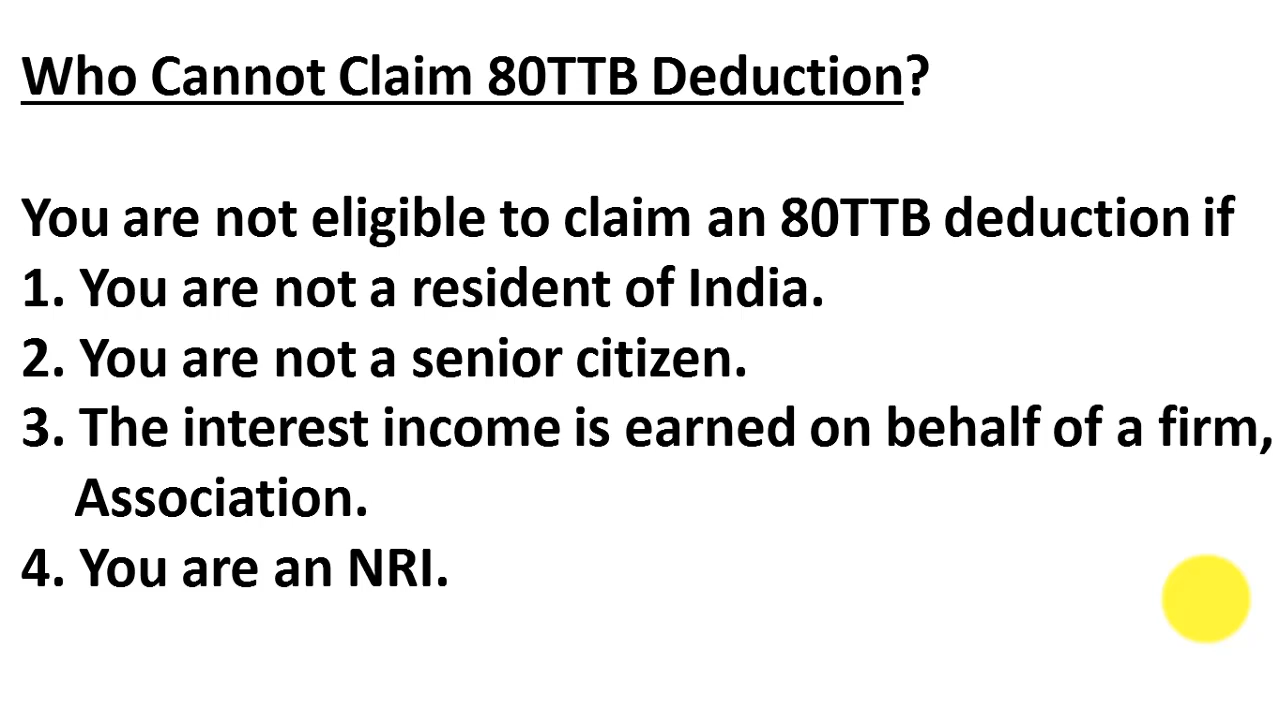 Who Cannot Claim 80TTB Deduction?
You are not eligible to claim an 80TTB deduction if
1. You are not a resident of India.
2. You are not a senior citizen.
3. The interest income is earned on behalf of a firm,
Association.
4. You are an NRI.